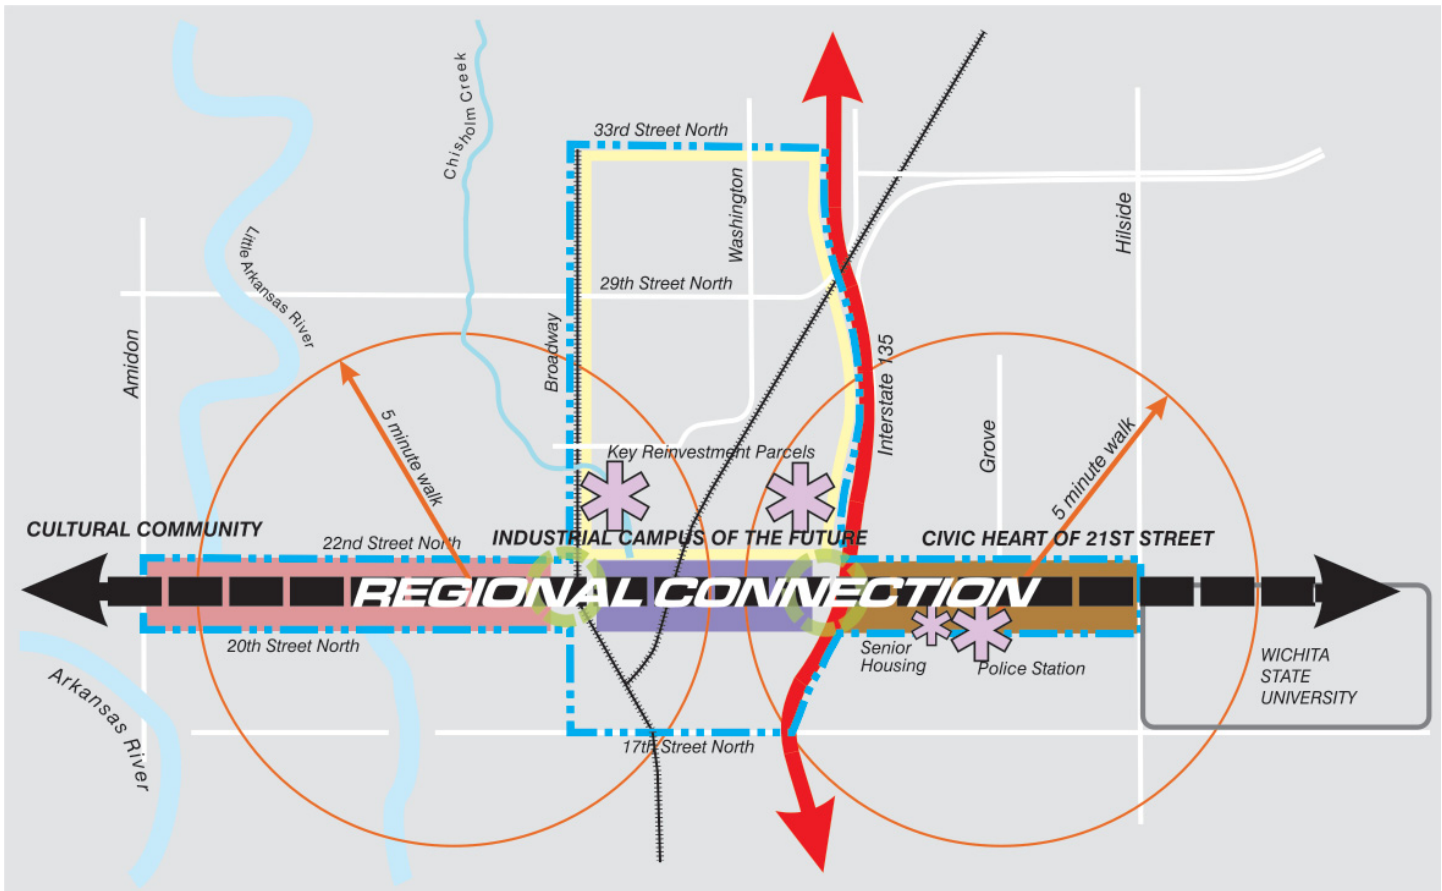 Chisholm Creek
33rd Street North
Washington
Hilside
Little Arkansas River
29th Street North
Amidon
Broadway
Interstate 135
Grove
5 minute walk
5 minute walk
Key Reinvestment Parcels
CULTURAL COMMUNITY
INDUSTRIAL CAMPUS OF THE FUTURE
CIVIC HEART OF 21ST STREET
22nd Street North
REGIONAL CONNECTION
20th Street North
Senior
Housing
Police Station
WICHITA
STATE
UNIVERSITY
Arkansas River
17th Street North